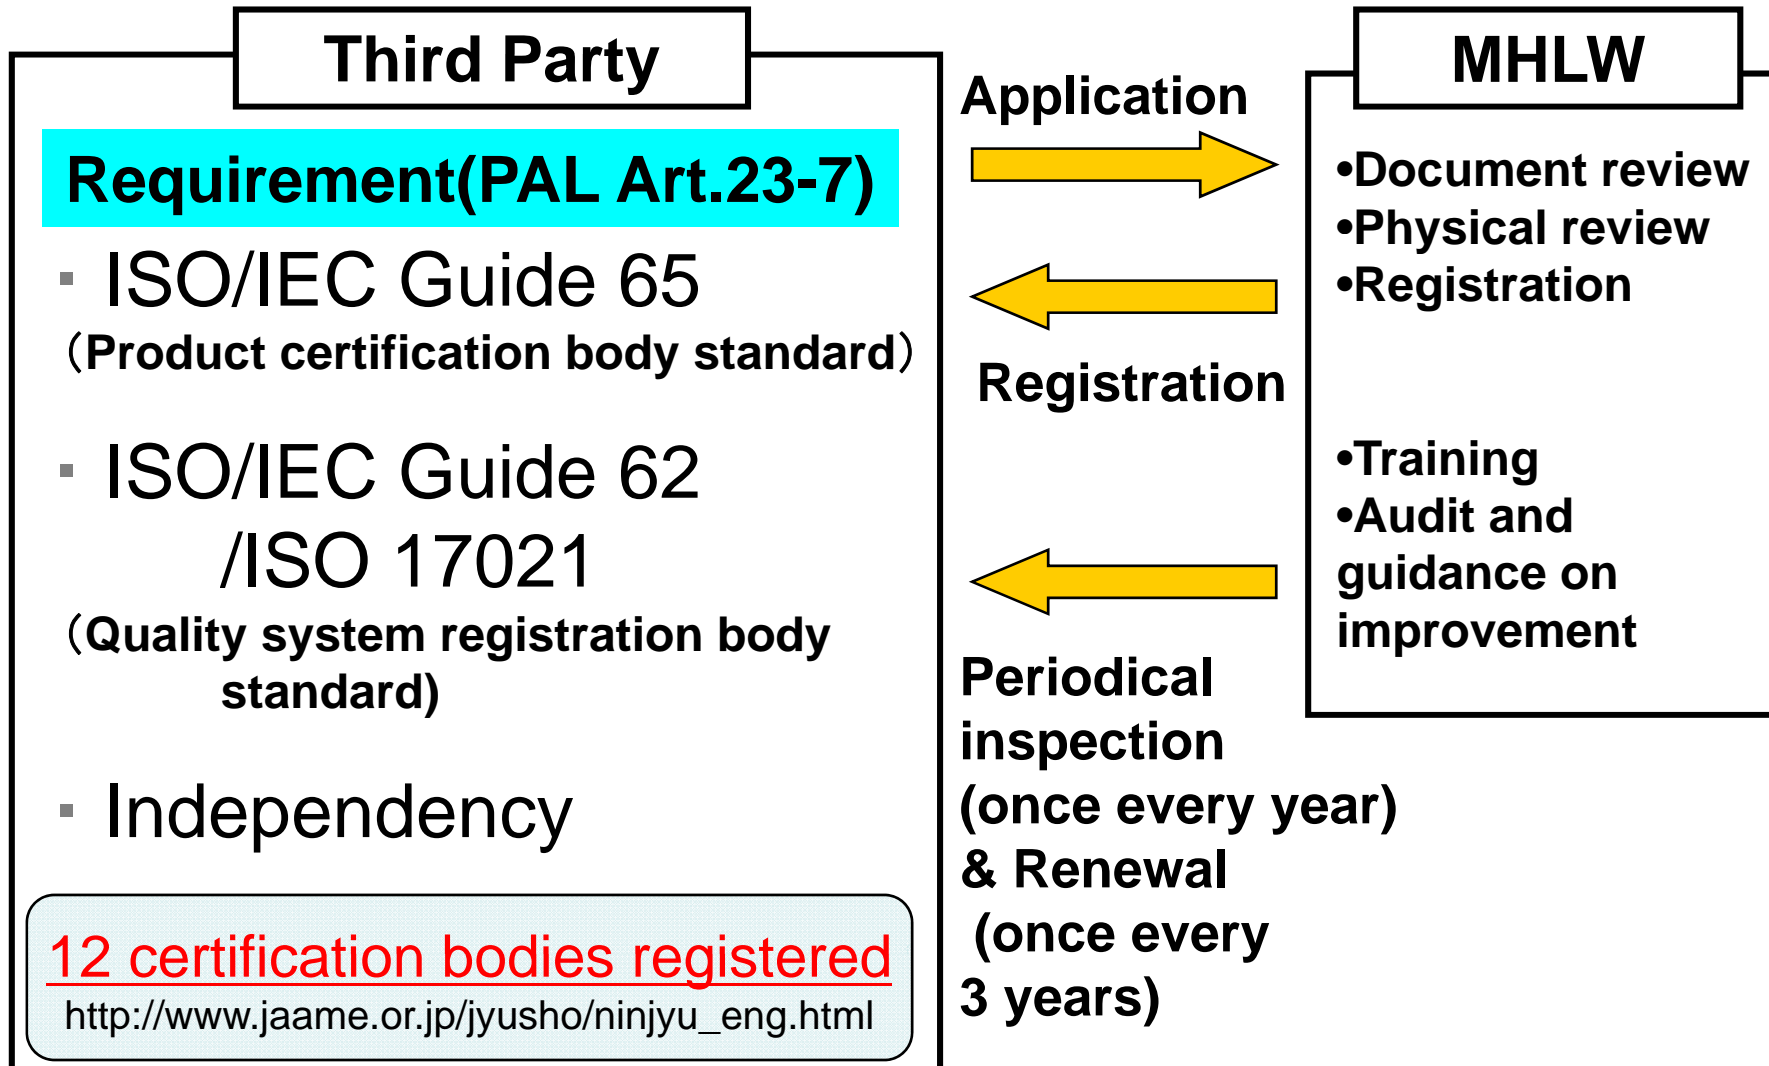 Third Party
Requirement(PAL Art.23-7)
▪ ISO/IEC Guide 65
（Product certification body standard）
▪ ISO/IEC Guide 62
/ISO 17021
（Quality system registration body
standard)
▪ Independency
12 certification bodies registered
http://www.jaame.or.jp/jyusho/ninjyu_eng.html
Application
Registration
Periodical
inspection
(once every year)
& Renewal
(once every
3 years)
MHLW
•Document review
•Physical review
•Registration
•Training
•Audit and
guidance on
improvement